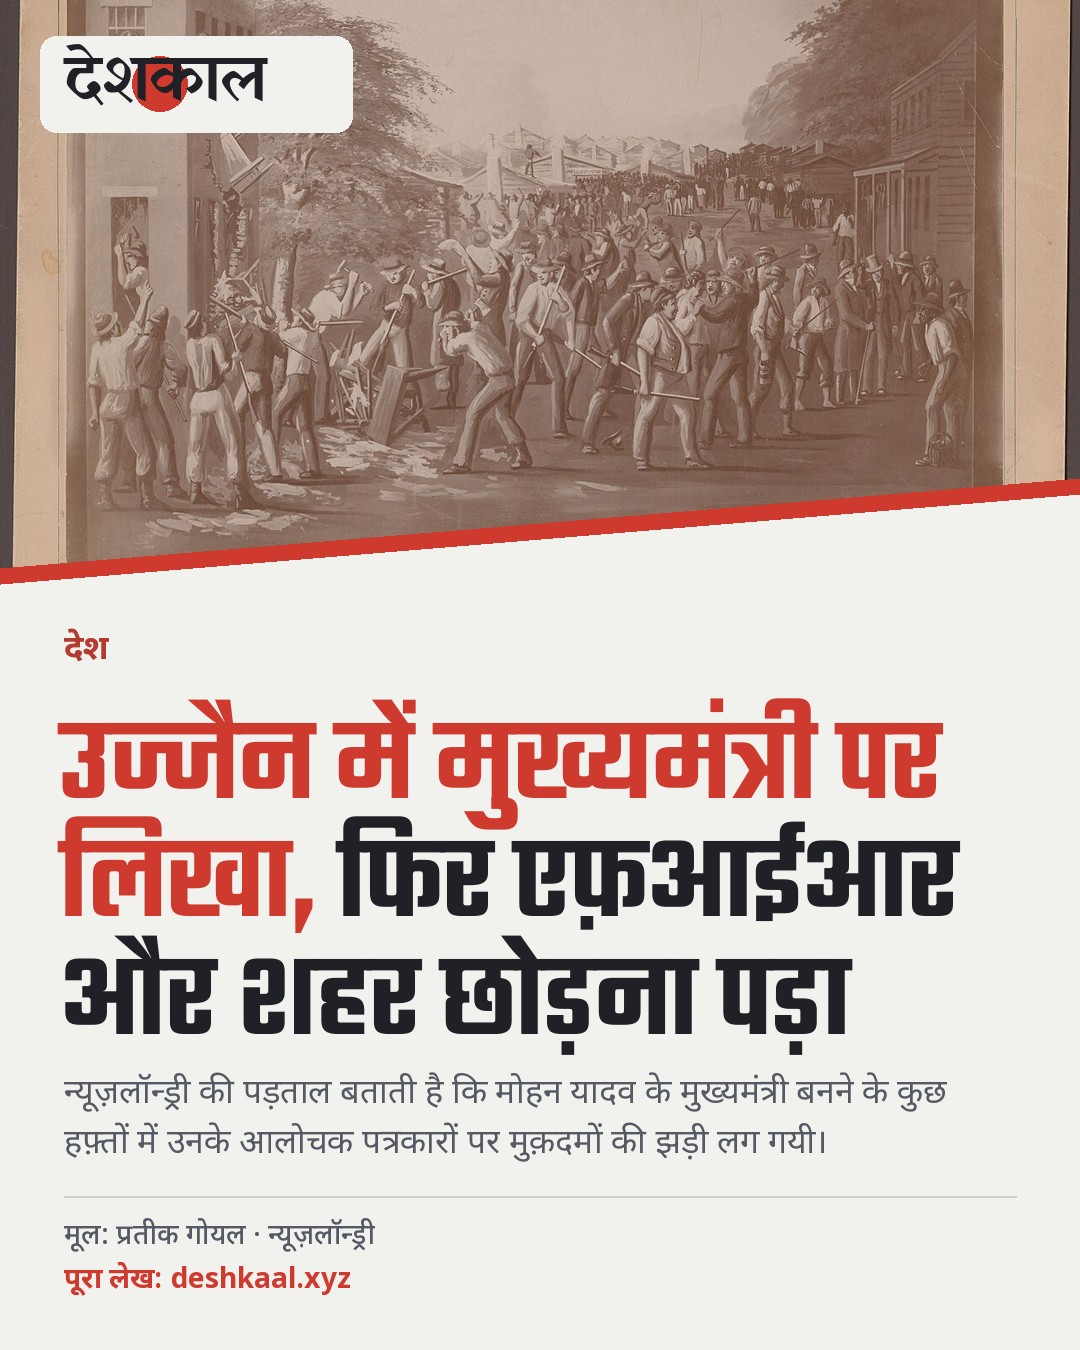 देशकाल
देश
उज्जैन में मुख्यमंत्री पर
लिखा, फिर एफ़आईआर
और शहर छोड़ना पड़ा
न्यूज़लॉन्ड्री की पड़ताल बताती है कि मोहन यादव के मुख्यमंत्री बनने के कुछ
हफ़्तों में उनके आलोचक पत्रकारों पर मुक़दमों की झड़ी लग गयी।
मूल: प्रतीक गोयल · न्यूज़लॉन्ड्री
पूरा लेख: deshkaal.xyz